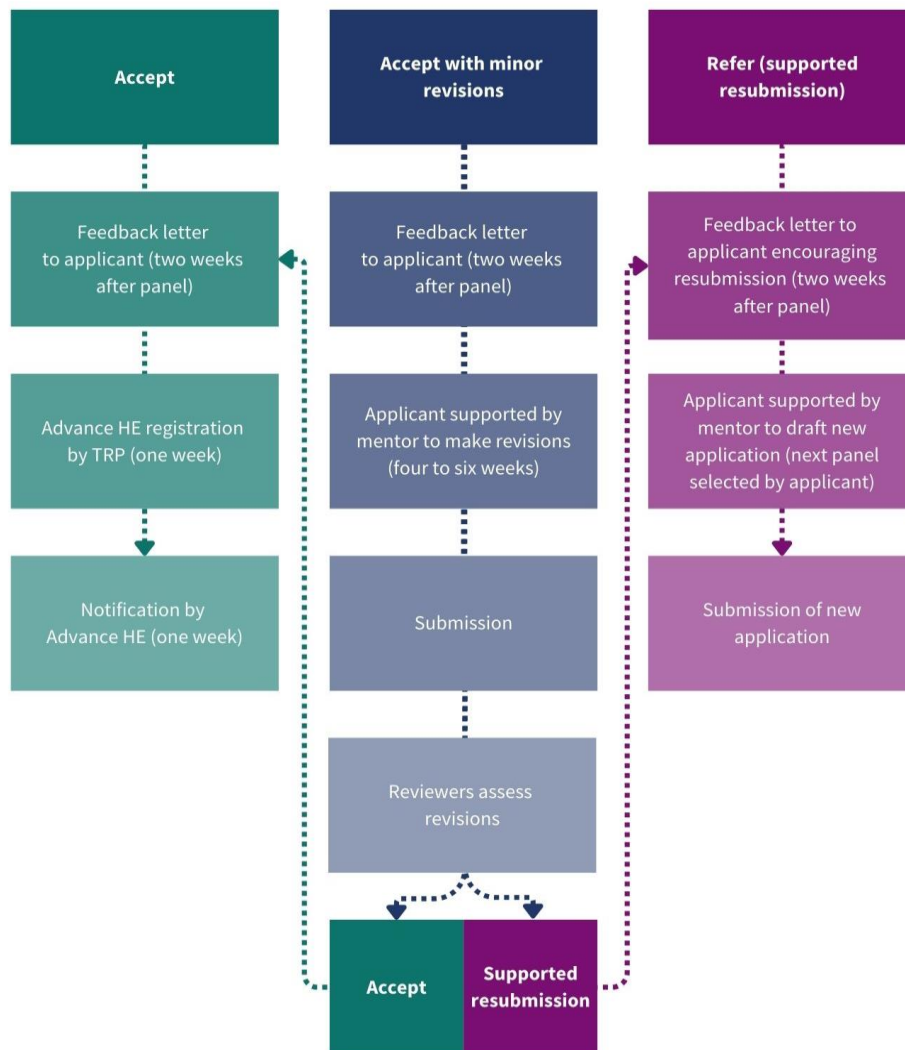 Accept
Feedback letter
to applicant (two weeks
after panel)
Advance HE registration
by TRP (one week)
Notification by
Advance HE (one week)
Accept with minor
revisions
Feedback letter
to applicant (two weeks
after panel)
Applicant supported by
mentor to make revisions
(four to six weeks)
Submission
Reviewers assess
revisions
Accept
Supported
resubmission
Refer (supported
resubmission)
Feedback letter to
applicant encouraging
resubmission (two weeks
after panel)
Applicant supported by
mentor to draft new
application (next panel
selected by applicant)
Submission of new
application